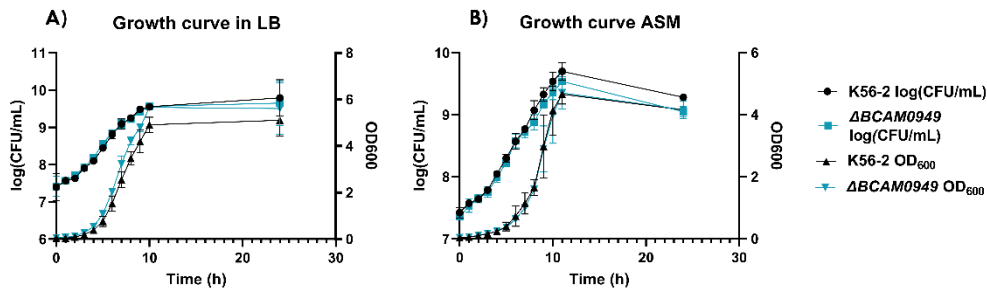 A)
Growth curve in LB
11
10
9
8
7
6
log(CFU/mL)
8
6
4
2
0
OD600
0
10
20
30
Time (h)
B)
Growth curve ASM
10
9
8
7
log(CFU/mL)
6
4
2
0
OD600
0
10
20
30
Time (h)
K56-2 log(CFU/mL)
ΔBCAM0949
log(CFU/mL)
K56-2 OD600
ΔBCAM0949 OD600